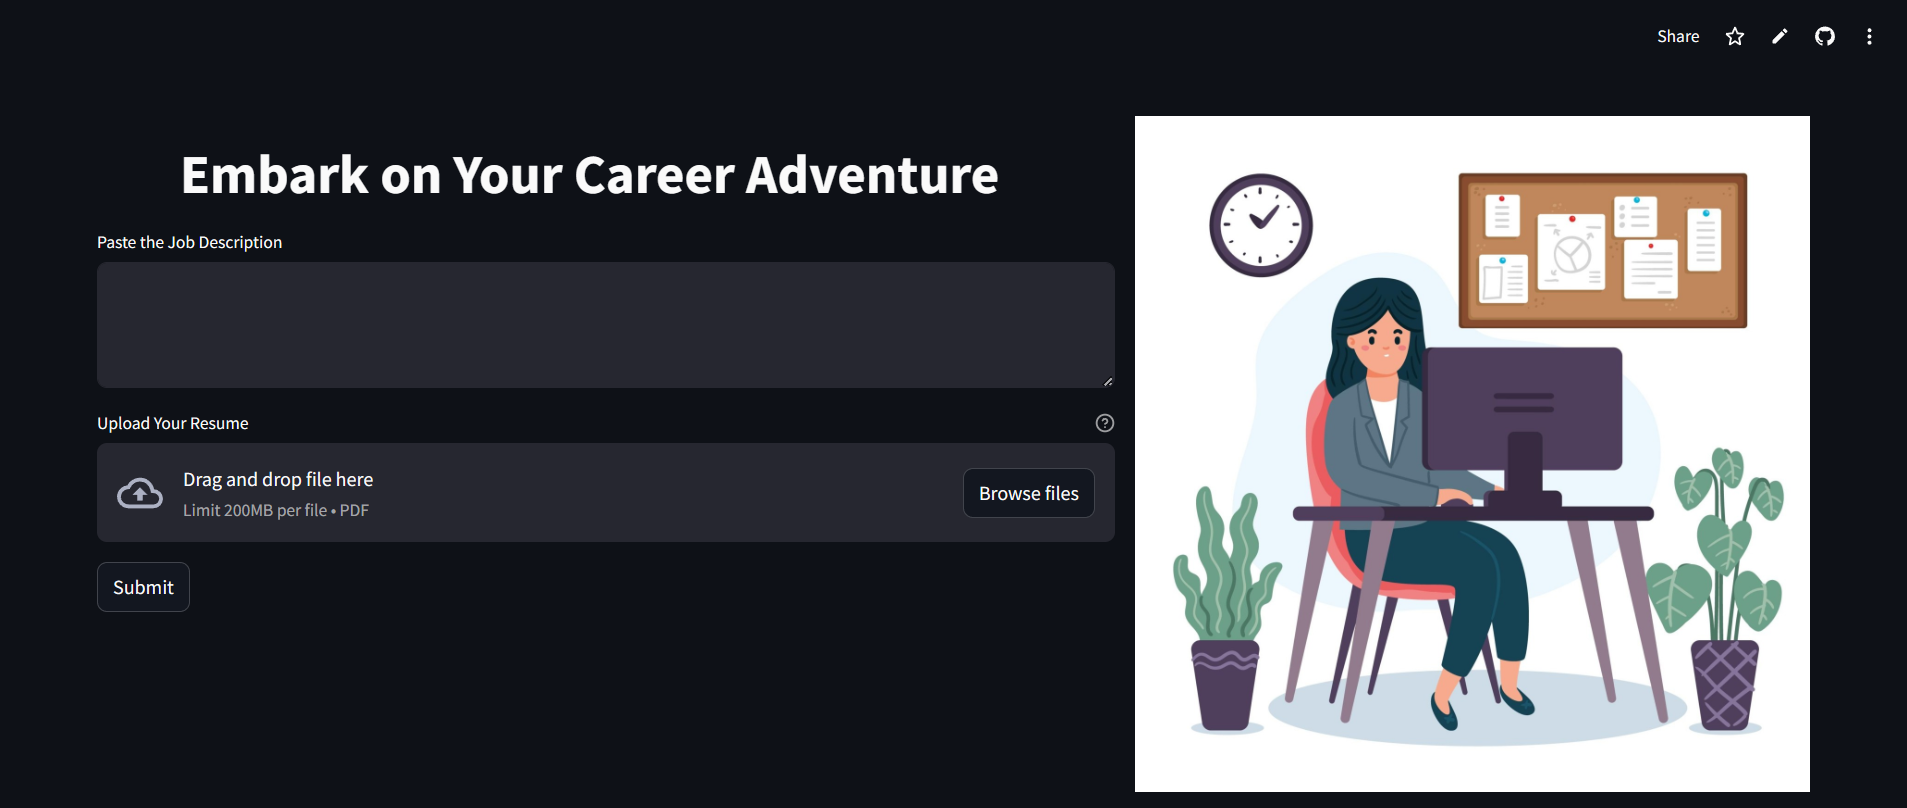 Share
Embark on Your Career Adventure
Paste the Job Description
Upload Your Resume
Drag and drop file here
Limit 200MB per file • PDF
Browse files
Submit